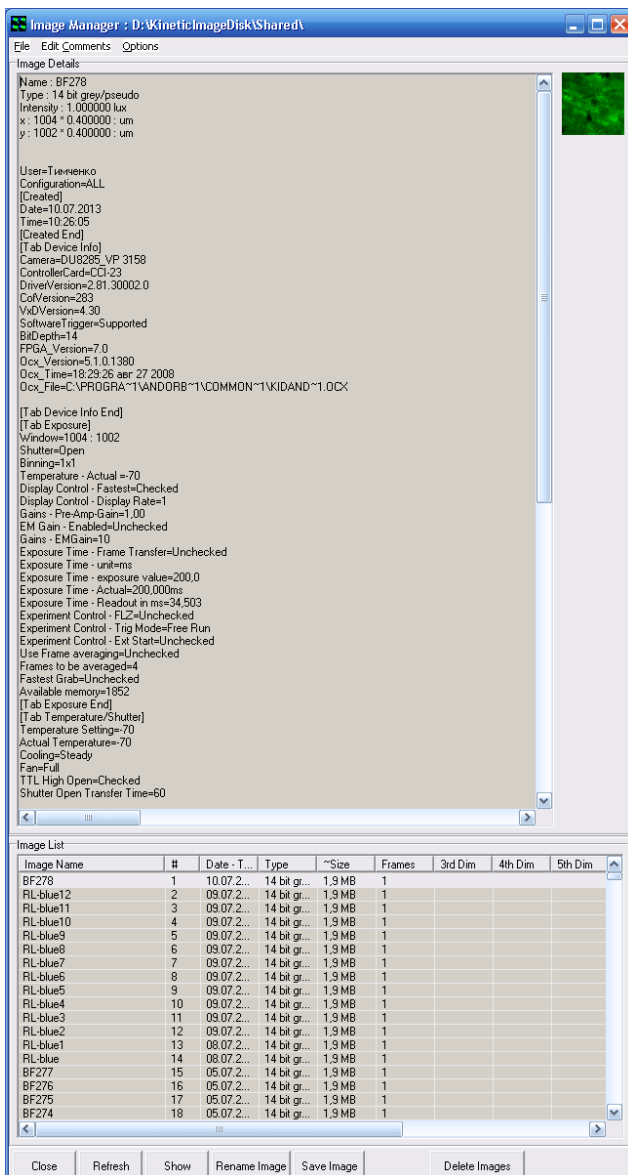 Image Manager : D:\KineticImageDisk\Shared\
File Edit Comments Options
Image Details
Name : BF278
Type : 14 bit grey/pseudo
Intensity : 1.000000 lux
x : 1004 * 0.400000 : um
y : 1002 * 0.400000 : um
User=Тимченко
Configuration=ALL
[Created]
Date=10.07.2013
Time=10:26:05
[Created End]
[Tab Device Info]
Camera=DU8285_VP 3158
ControllerCard=CCI-23
DriverVersion=2.81.30002.0
CofVersion=283
VxDVersion=4.30
SoftwareTrigger=Supported
BitDepth=14
FPGA_Version=7.0
Ocx_Version=5.1.0.1380
Ocx_Time=18:29:26 авг 27 2008
Ocx_File=C:\PROGRA~1\ANDORB~1\COMMON~1\KIDAND~1.OCX
[Tab Device Info End]
[Tab Exposure]
Window=1004 : 1002
Shutter=Open
Binning=1x1
Temperature - Actual =-70
Display Control - Fastest=Checked
Display Control - Display Rate=1
Gains - Pre-Amp-Gain=1,00
EM Gain - Enabled=Unchecked
Gains - EMGain=10
Exposure Time - Frame Transfer=Unchecked
Exposure Time - unit=ms
Exposure Time - exposure value=200,0
Exposure Time - Actual=200,000ms
Exposure Time - Readout in ms=34,503
Experiment Control - FLZ=Unchecked
Experiment Control - Trig Mode=Free Run
Experiment Control - Ext Start=Unchecked
Use Frame averaging=Unchecked
Frames to be averaged=4
Fastest Grab=Unchecked
Available memory=1852
[Tab Exposure End]
[Tab Temperature/Shutter]
Temperature Setting=-70
Actual Temperature=-70
Cooling=Steady
Fan=Full
TTL High Open=Checked
Shutter Open Transfer Time=60
Image List
Image Name # Date - T... Type ~Size Frames 3rd Dim 4th Dim 5th Dim
BF278 1 10.07.2... 14 bit gr... 1,9 MB 1
RL-blue12 2 09.07.2... 14 bit gr... 1,9 MB 1
RL-blue11 3 09.07.2... 14 bit gr... 1,9 MB 1
RL-blue10 4 09.07.2... 14 bit gr... 1,9 MB 1
RL-blue9 5 09.07.2... 14 bit gr... 1,9 MB 1
RL-blue8 6 09.07.2... 14 bit gr... 1,9 MB 1
RL-blue7 7 09.07.2... 14 bit gr... 1,9 MB 1
RL-blue6 8 09.07.2... 14 bit gr... 1,9 MB 1
RL-blue5 9 09.07.2... 14 bit gr... 1,9 MB 1
RL-blue4 10 09.07.2... 14 bit gr... 1,9 MB 1
RL-blue3 11 09.07.2... 14 bit gr... 1,9 MB 1
RL-blue2 12 09.07.2... 14 bit gr... 1,9 MB 1
RL-blue1 13 08.07.2... 14 bit gr... 1,9 MB 1
RL-blue 14 08.07.2... 14 bit gr... 1,9 MB 1
BF277 15 05.07.2... 14 bit gr... 1,9 MB 1
BF276 16 05.07.2... 14 bit gr... 1,9 MB 1
BF275 17 05.07.2... 14 bit gr... 1,9 MB 1
BF274 18 05.07.2... 14 bit gr... 1,9 MB 1
Close Refresh Show Rename Image Save Image Delete Images